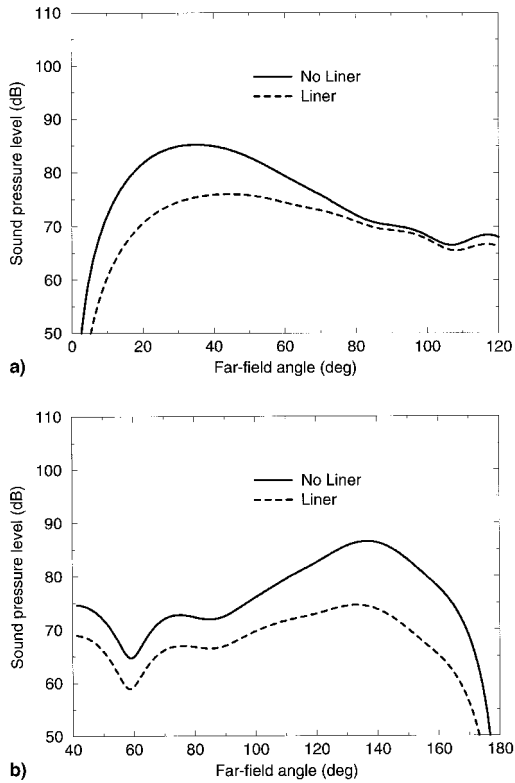 110
100
90
80
70
60
50
Sound pressure level (dB)
No Liner
Liner
0 20 40 60 80 100 120
Far-field angle (deg)
a)
110
100
90
80
70
60
50
Sound pressure level (dB)
No Liner
Liner
40 60 80 100 120 140 160 180
Far-field angle (deg)
b)